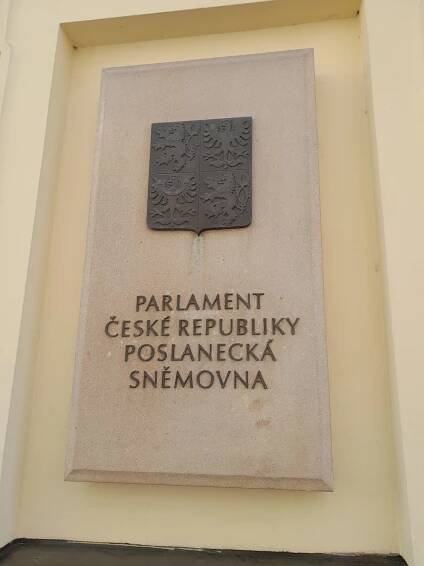 PARLAMENT
ČESKÉ REPUBLIKY
POSLANECKÁ
SNĚMOVNA